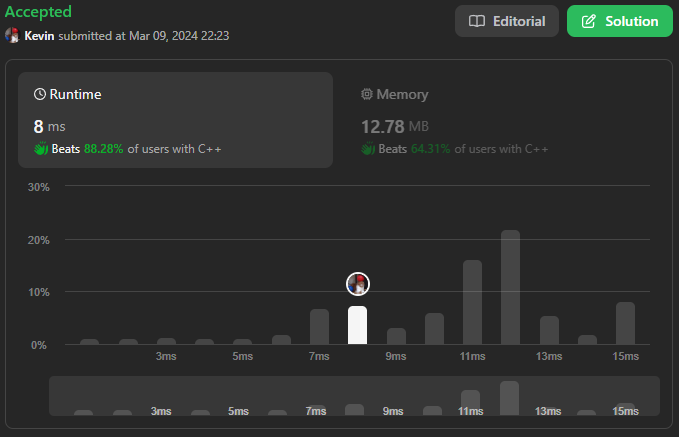 Accepted
Editorial
Solution
Kevin submitted at Mar 09, 2024 22:23
Runtime
Memory
8 ms
12.78 MB
Beats 88.28% of users with C++
Beats 64.31% of users with C++
30%
20%
10%
0%
3ms 5ms 7ms 9ms 11ms 13ms 15ms
3ms 5ms 7ms 9ms 11ms 13ms 15ms